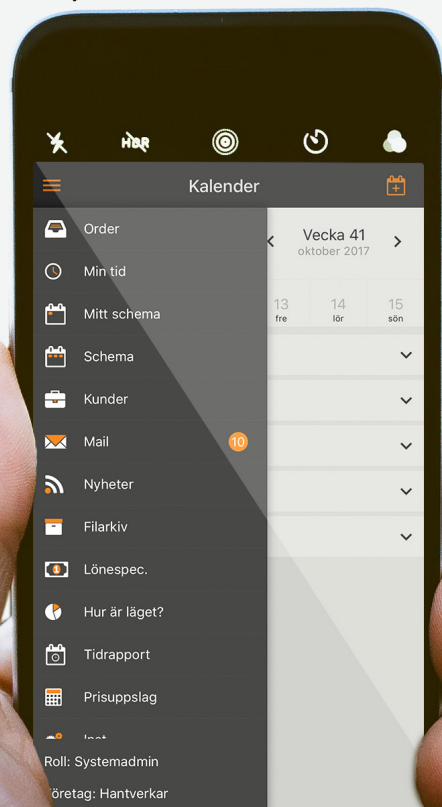 HDR
Kalender
Order
Min tid
Mitt schema
Schema
Kunder
Mail 10
Nyheter
Filarkiv
Lönespec.
Hur är läget?
Tidrapport
Prisuppslag
Roll: Systemadmin
Företag: Hantverkar
Vecka 41
oktober 2017
13 14 15
fre lör sön